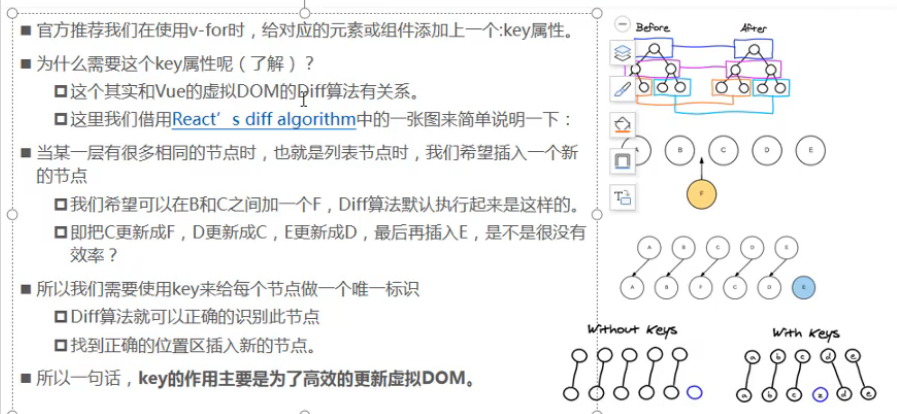 官方推荐我们在使用v-for时，给对应的元素或组件添加上一个:key属性。
为什么需要这个key属性呢（了解）？
这个其实和Vue的虚拟DOM的Diff算法有关系。
这里我们借用React’s diff algorithm中的一张图来简单说明一下：
当某一层有很多相同的节点时，也就是列表节点时，我们希望插入一个新
的节点
我们希望可以在B和C之间加一个F，Diff算法默认执行起来是这样的。
即把C更新成F，D更新成C，E更新成D，最后再插入E，是不是很没有
效率？
所以我们需要使用key来给每个节点做一个唯一标识
Diff算法就可以正确的识别此节点
找到正确的位置区插入新的节点。
所以一句话，key的作用主要是为了高效的更新虚拟DOM。
Before After
A B C D E
F
A B C D E
A B F C D E
Without Keys
With Keys
a b c d e
a b c z d e